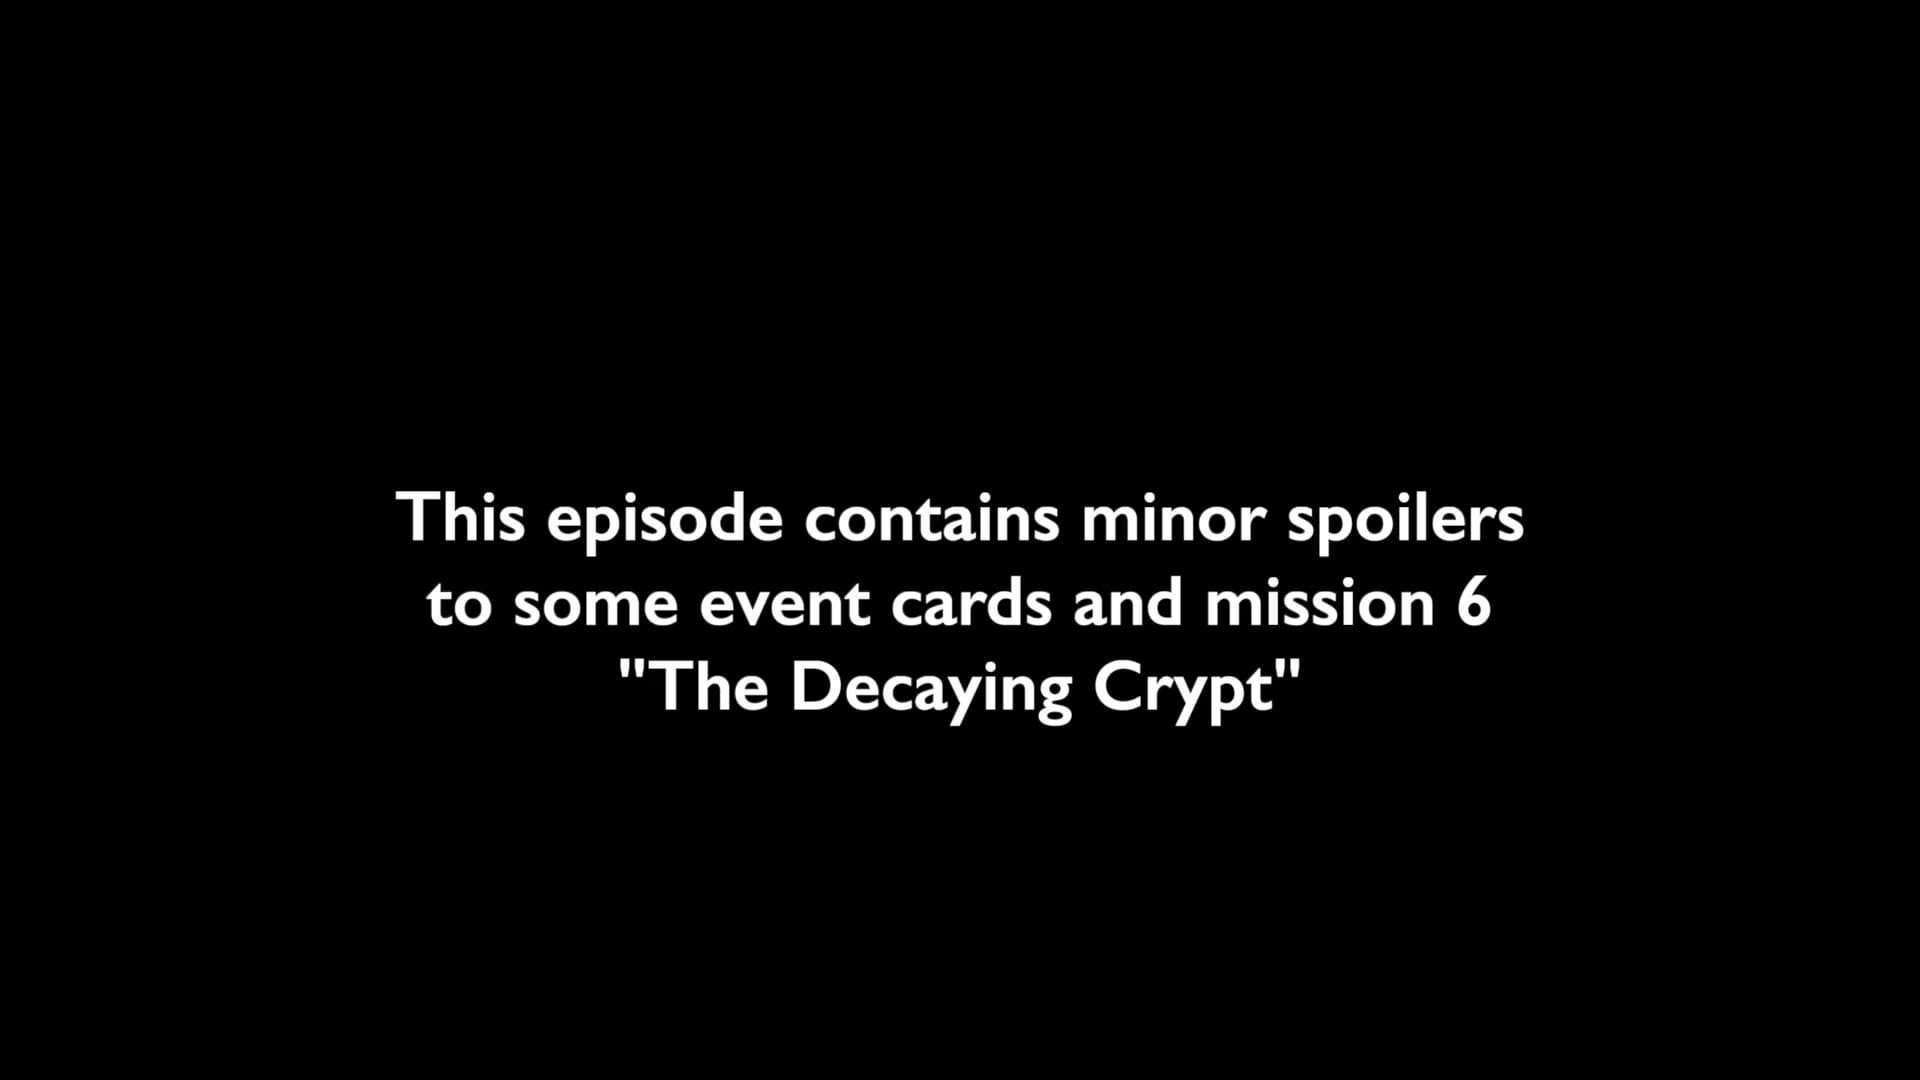 This episode contains minor spoilers
to some event cards and mission 6
"The Decaying Crypt"